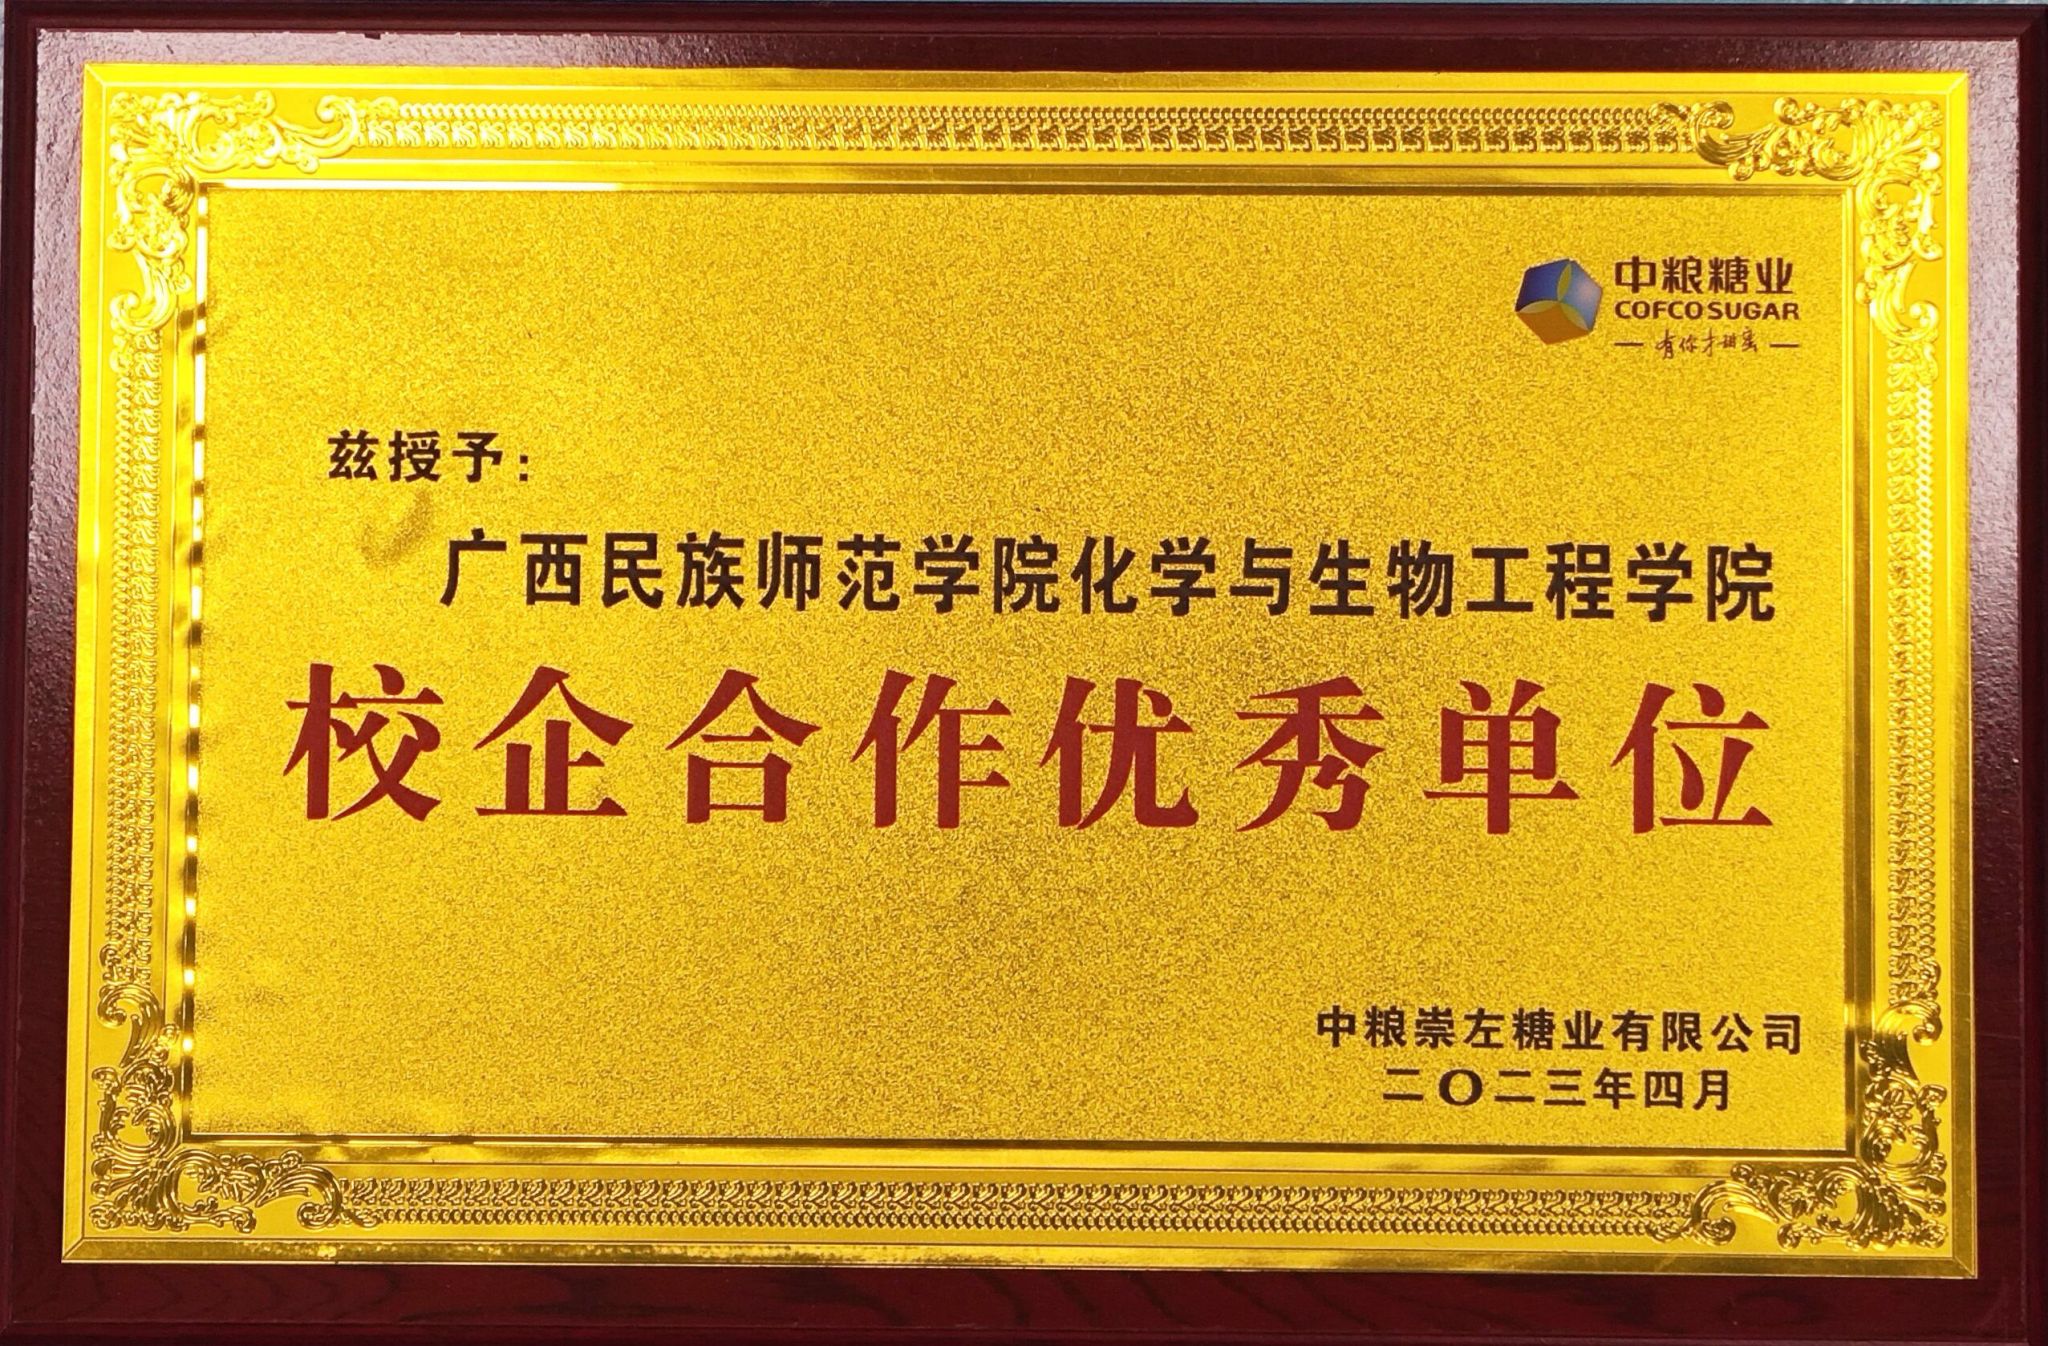 中粮糖业
COFCO SUGAR
有你才甜蜜
兹授予:
广西民族师范学院化学与生物工程学院
校企合作优秀单位
中粮崇左糖业有限公司
二〇二三年四月